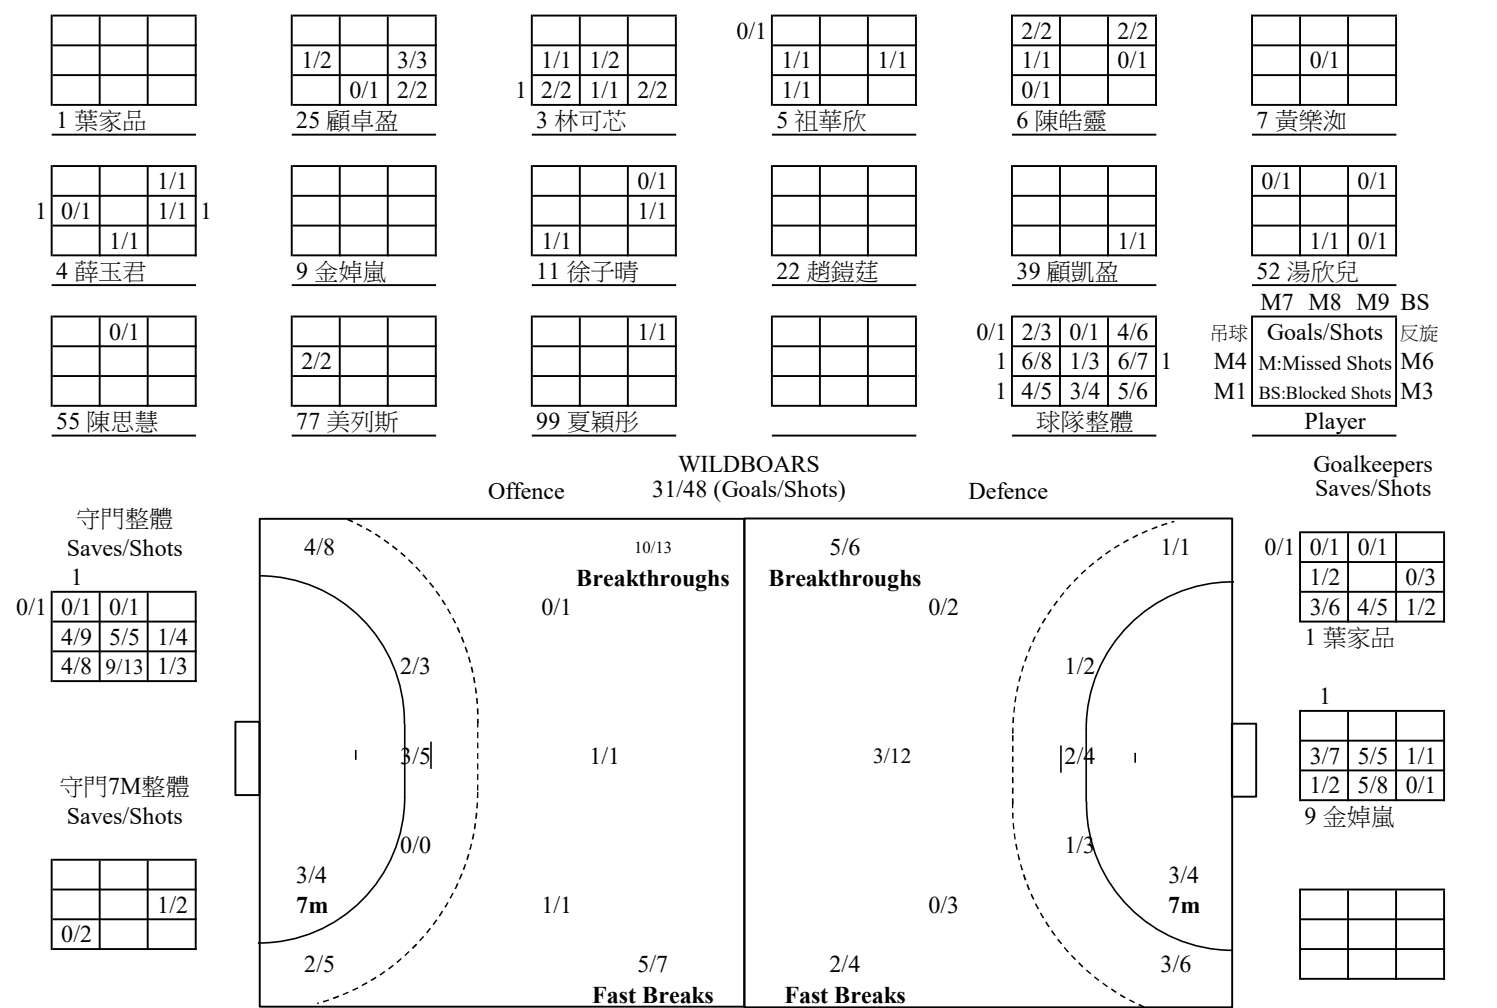 0/1 2/2 2/2
1/2 3/3 1/1 1/2 1/1 1/1 1/1 0/1 0/1
0/1 2/2 1 2/2 1/1 2/2 1/1 0/1
1 葉家品 25 顧卓盈 3 林可芯 5 祖華欣 6 陳皓靈 7 黃樂洳
1/1 0/1 0/1 0/1
1 0/1 1/1 1 1/1
1/1 1/1 1/1 1/1 0/1
4 薛玉君 9 金婥嵐 11 徐子晴 22 趙鎧莛 39 顧凱盈 52 湯欣兒
M7 M8 M9 BS
0/1 1/1 0/1 2/3 0/1 4/6 吊球 Goals/Shots 反旋
2/2 1 6/8 1/3 6/7 1 M4 M:Missed Shots M6
1 4/5 3/4 5/6 M1 BS:Blocked Shots M3
55 陳思慧 77 美列斯 99 夏穎彤 球隊整體 Player
WILDBOARS Goalkeepers
Offence 31/48 (Goals/Shots) Defence Saves/Shots
守門整體
Saves/Shots 4/8 10/13 5/6 1/1 0/1 0/1 0/1
1 Breakthroughs Breakthroughs 1/2 0/3
0/1 0/1 0/1 0/1 0/2 3/6 4/5 1/2
4/9 5/5 1/4 1 葉家品
4/8 9/13 1/3 2/3 1/2
1
3/5 1/1 3/12 2/4 3/7 5/5 1/1
守門7M整體 1/2 5/8 0/1
Saves/Shots 9 金婥嵐
0/0 1/3
3/4 3/4
1/2 7m 1/1 0/3 7m
0/2
2/5 5/7 2/4 3/6
Fast Breaks Fast Breaks